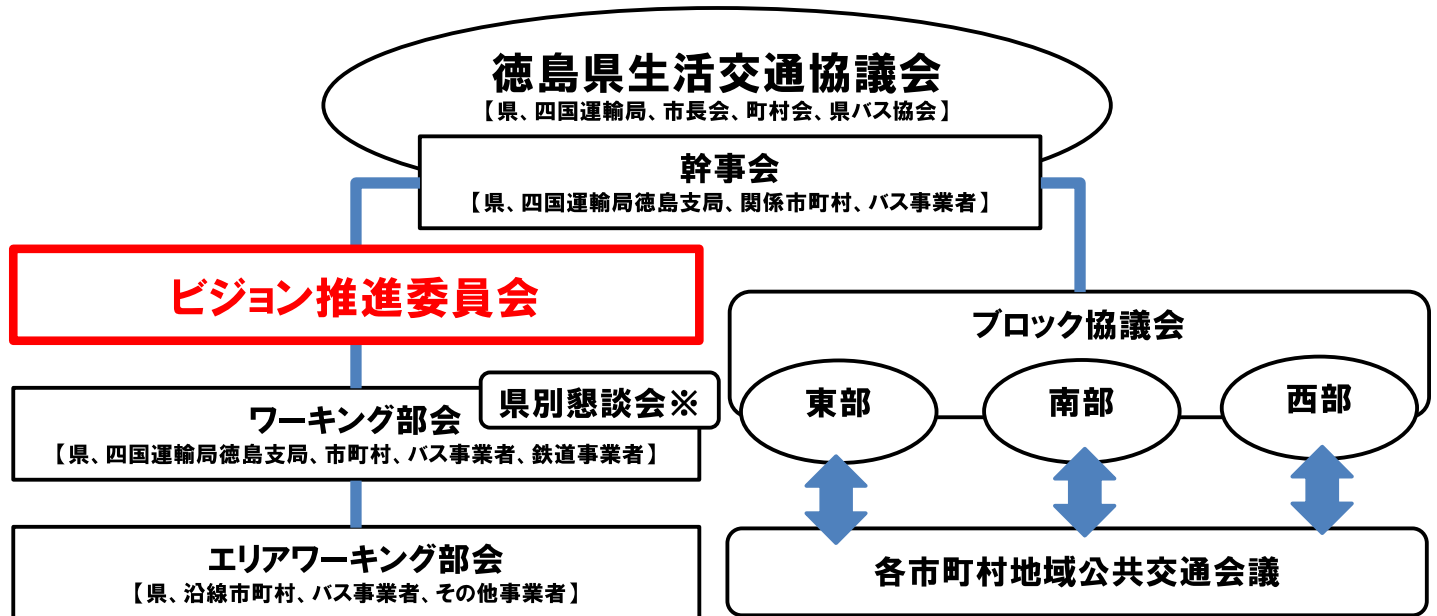 徳島県生活交通協議会
【県、四国運輸局、市長会、町村会、県バス協会】
幹事会
【県、四国運輸局徳島支局、関係市町村、バス事業者】
ビジョン推進委員会
県別懇談会※
ワーキング部会
【県、四国運輸局徳島支局、市町村、バス事業者、鉄道事業者】
エリアワーキング部会
【県、沿線市町村、バス事業者、その他事業者】
ブロック協議会
東部
南部
西部
各市町村地域公共交通会議